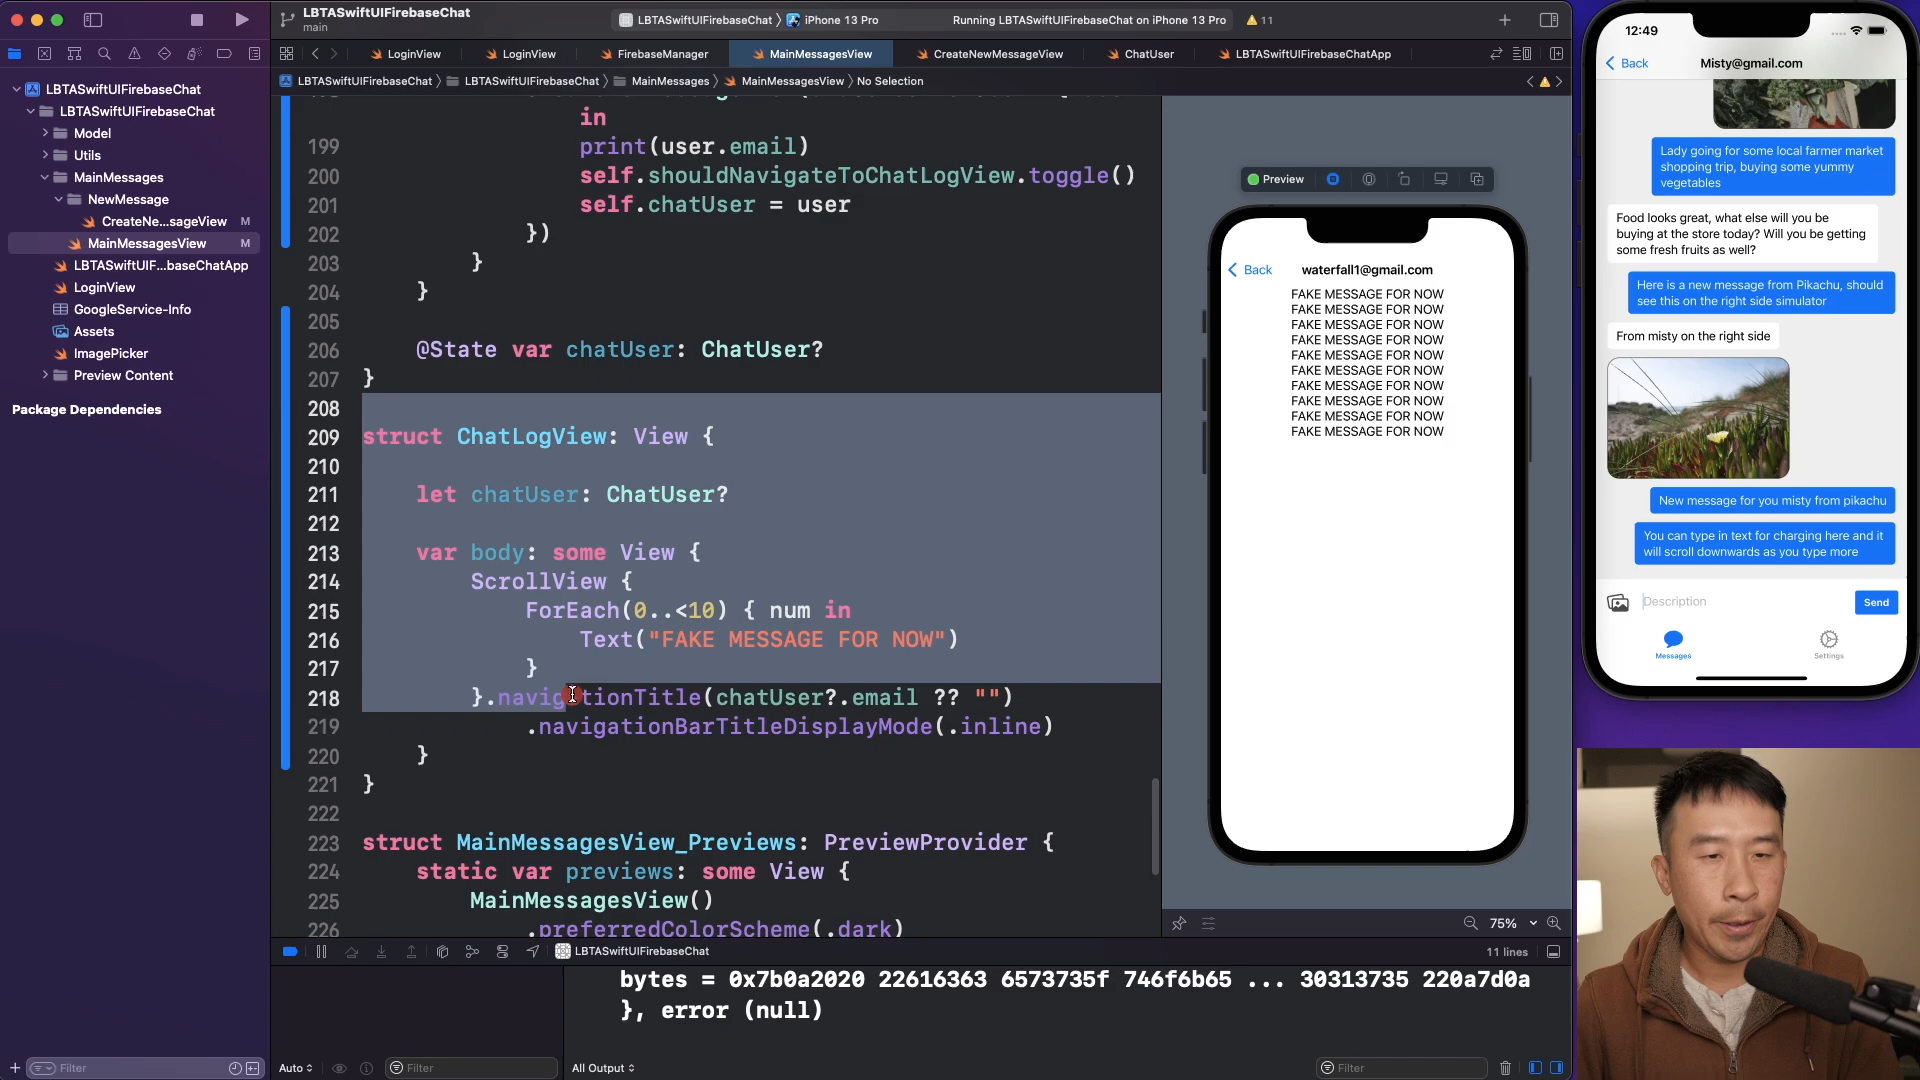 LBTASwiftUIFirebaseChat
main
LBTASwiftUIFirebaseChat
iPhone 13 Pro
Running LBTASwiftUIFirebaseChat on iPhone 13 Pro
11
LoginView
LoginView
FirebaseManager
MainMessagesView
CreateNewMessageView
ChatUser
LBTASwiftUIFirebaseChatApp
LBTASwiftUIFirebaseChat
LBTASwiftUIFirebaseChat
MainMessages
MainMessagesView
No Selection
LBTASwiftUIFirebaseChat
LBTASwiftUIFirebaseChat
Model
Utils
MainMessages
NewMessage
CreateNe...sageView M
MainMessagesView M
LBTASwiftUIF...baseChatApp
LoginView
GoogleService-Info
Assets
ImagePicker
Preview Content
Package Dependencies
Filter
in
199 print(user.email)
200 self.shouldNavigateToChatLogView.toggle()
201 self.chatUser = user
202 })
203 }
204 }
205
206 @State var chatUser: ChatUser?
207 }
208
209 struct ChatLogView: View {
210
211 let chatUser: ChatUser?
212
213 var body: some View {
214 ScrollView {
215 ForEach(0..<10) { num in
216 Text("FAKE MESSAGE FOR NOW")
217 }
218 }.navigationTitle(chatUser?.email ?? "")
219 .navigationBarTitleDisplayMode(.inline)
220 }
221 }
222
223 struct MainMessagesView_Previews: PreviewProvider {
224 static var previews: some View {
225 MainMessagesView()
226 .preferredColorScheme(.dark)
LBTASwiftUIFirebaseChat
11 lines
bytes = 0x7b0a2020 22616363 6573735f 746f6b65 ... 30313735 220a7d0a
}, error (null)
Auto
Filter
All Output
Filter
Preview
Back
waterfall1@gmail.com
FAKE MESSAGE FOR NOW
FAKE MESSAGE FOR NOW
FAKE MESSAGE FOR NOW
FAKE MESSAGE FOR NOW
FAKE MESSAGE FOR NOW
FAKE MESSAGE FOR NOW
FAKE MESSAGE FOR NOW
FAKE MESSAGE FOR NOW
FAKE MESSAGE FOR NOW
FAKE MESSAGE FOR NOW
75%
12:49
Back
Misty@gmail.com
Lady going for some local farmer market
shopping trip, buying some yummy
vegetables
Food looks great, what else will you be
buying at the store today? Will you be getting
some fresh fruits as well?
Here is a new message from Pikachu, should
see this on the right side simulator
From misty on the right side
New message for you misty from pikachu
You can type in text for charging here and it
will scroll downwards as you type more
Description
Send
Messages
Settings